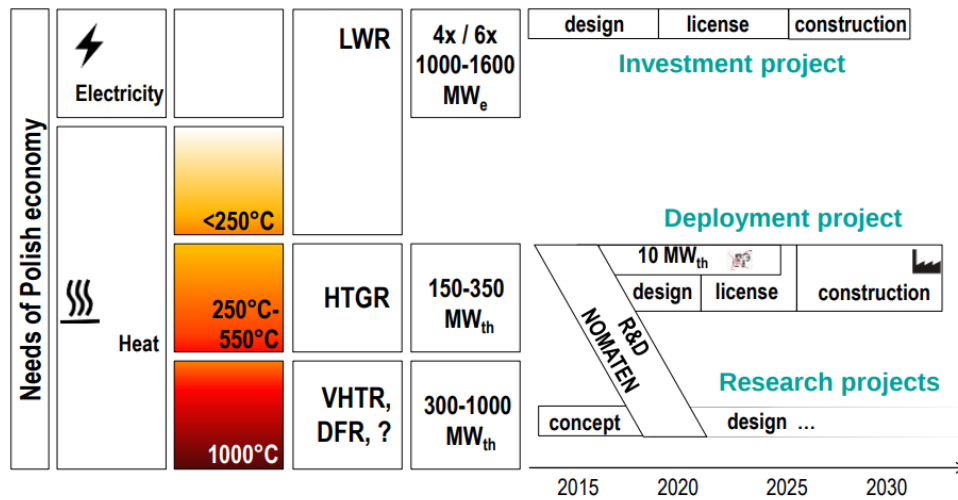 Needs of Polish economy
Electricity
LWR
4x / 6x
1000-1600
MWe
design
license
construction
Investment project
<250°C
Heat
250°C-
550°C
HTGR
150-350
MWth
Deployment project
10 MWth
design
license
construction
R&D
NOMATEN
1000°C
VHTR,
DFR, ?
300-1000
MWth
Research projects
concept
design ...
2015
2020
2025
2030